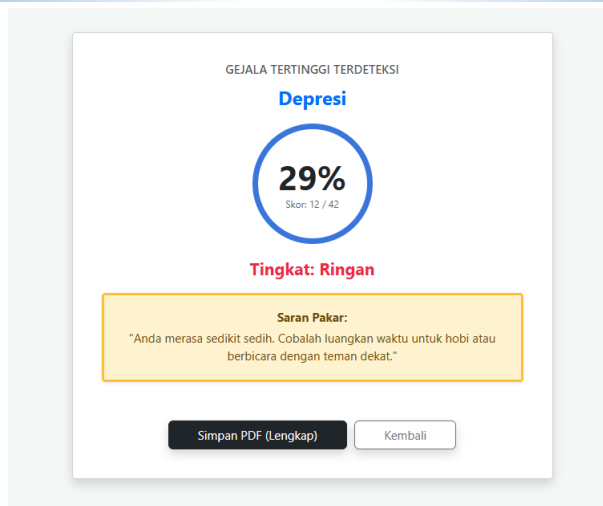 GEJALA TERTINGGI TERDETEKSI
Depresi
29%
Skor: 12 / 42
Tingkat: Ringan
Saran Pakar:
"Anda merasa sedikit sedih. Cobalah luangkan waktu untuk hobi atau
berbicara dengan teman dekat."
Simpan PDF (Lengkap)
Kembali